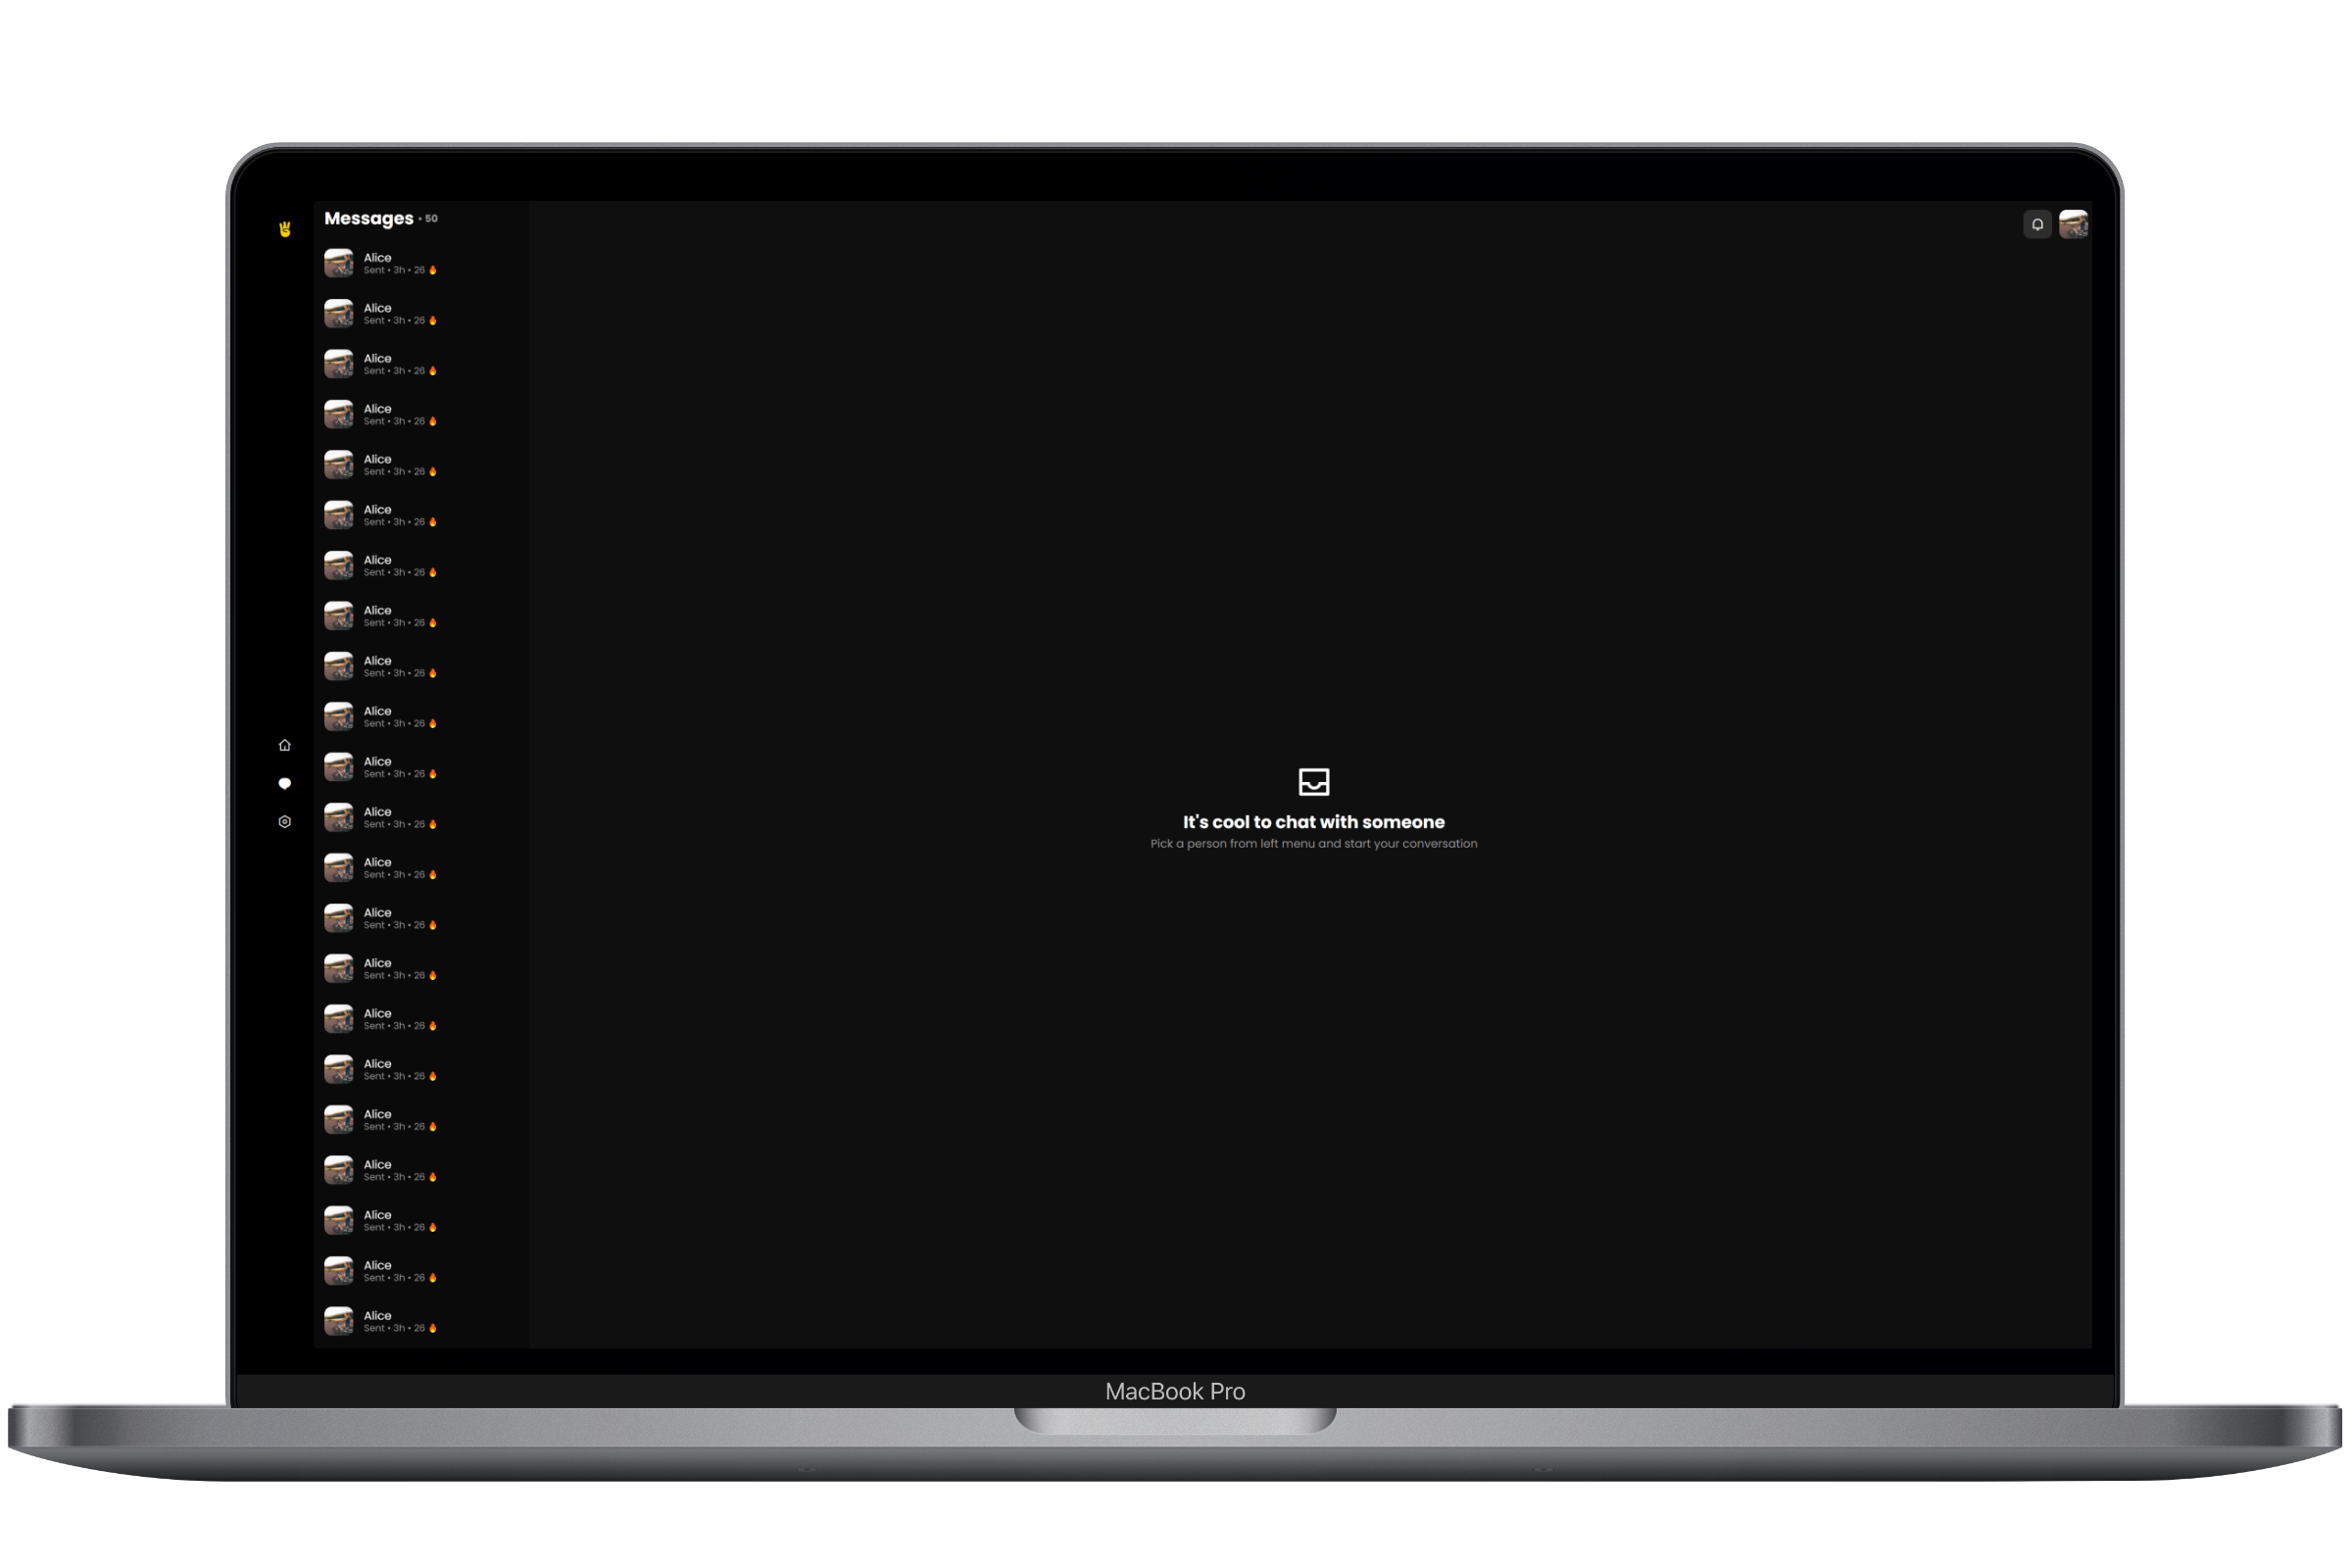 Messages • 50
Alice
Sent • 3h • 26 🔥
Alice
Sent • 3h • 26 🔥
Alice
Sent • 3h • 26 🔥
Alice
Sent • 3h • 26 🔥
Alice
Sent • 3h • 26 🔥
Alice
Sent • 3h • 26 🔥
Alice
Sent • 3h • 26 🔥
Alice
Sent • 3h • 26 🔥
Alice
Sent • 3h • 26 🔥
Alice
Sent • 3h • 26 🔥
Alice
Sent • 3h • 26 🔥
Alice
Sent • 3h • 26 🔥
Alice
Sent • 3h • 26 🔥
Alice
Sent • 3h • 26 🔥
Alice
Sent • 3h • 26 🔥
Alice
Sent • 3h • 26 🔥
Alice
Sent • 3h • 26 🔥
Alice
Sent • 3h • 26 🔥
Alice
Sent • 3h • 26 🔥
Alice
Sent • 3h • 26 🔥
Alice
Sent • 3h • 26 🔥
Alice
Sent • 3h • 26 🔥
It's cool to chat with someone
Pick a person from left menu and start your conversation
MacBook Pro